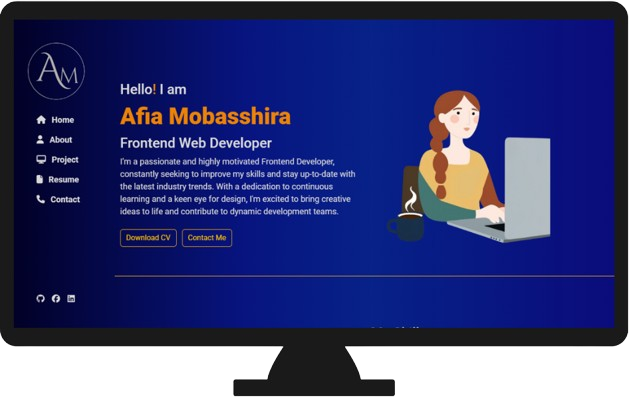 AM
Home
About
Project
Resume
Contact
Hello! I am
Afia Mobasshira
Frontend Web Developer
I'm a passionate and highly motivated Frontend Developer,
constantly seeking to improve my skills and stay up-to-date with
the latest industry trends. With a dedication to continuous
learning and a keen eye for design, I'm excited to bring creative
ideas to life and contribute to dynamic development teams.
Download CV Contact Me